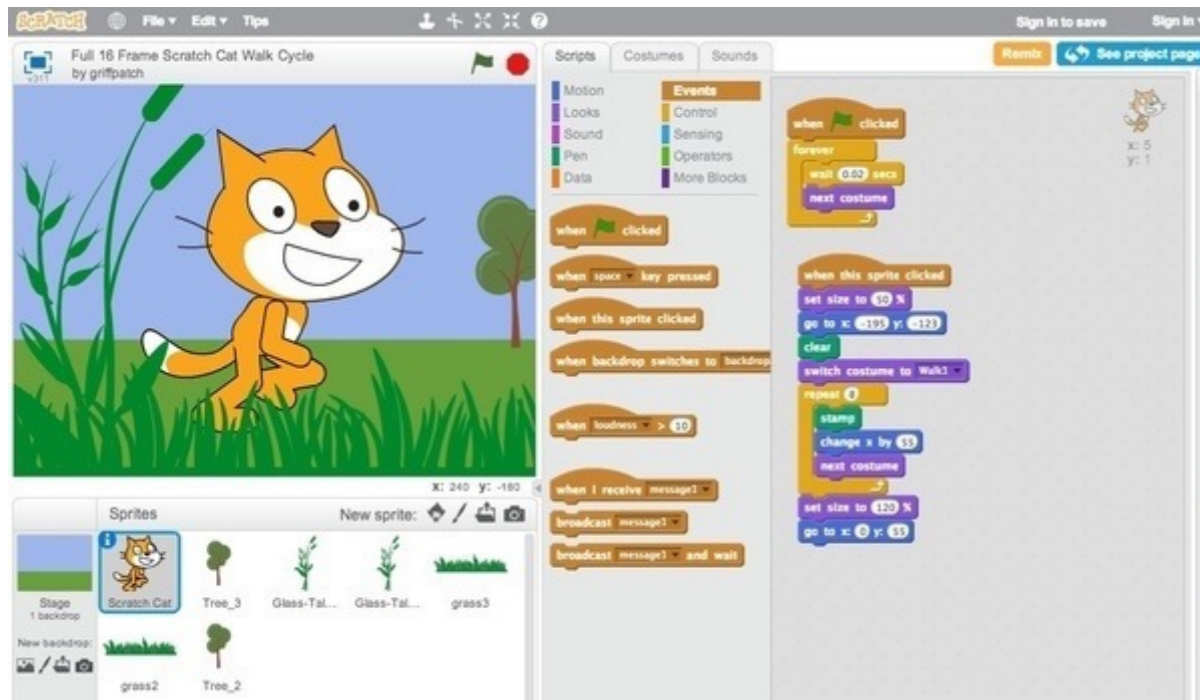 SCRATCH File Edit Tips Sign in to save Sign in
Full 16 Frame Scratch Cat Walk Cycle
by griffpatch
v311
x: 240 y: -180
Sprites New sprite:
Stage
1 backdrop
New backdrop:
Scratch Cat
Tree_3
Glass-Tal...
Glass-Tal...
grass3
grass2
Tree_2
Scripts Costumes Sounds
Motion Events
Looks Control
Sound Sensing
Pen Operators
Data More Blocks
when clicked
when space key pressed
when this sprite clicked
when backdrop switches to backdrop
when loudness > 10
when I receive message1
broadcast message1
broadcast message1 and wait
Remix See project page
x: 5
y: 1
when clicked
forever
wait 0.02 secs
next costume
when this sprite clicked
set size to 50 %
go to x: -195 y: -123
clear
switch costume to Walk1
repeat 8
stamp
change x by 55
next costume
set size to 120 %
go to x: 0 y: 55